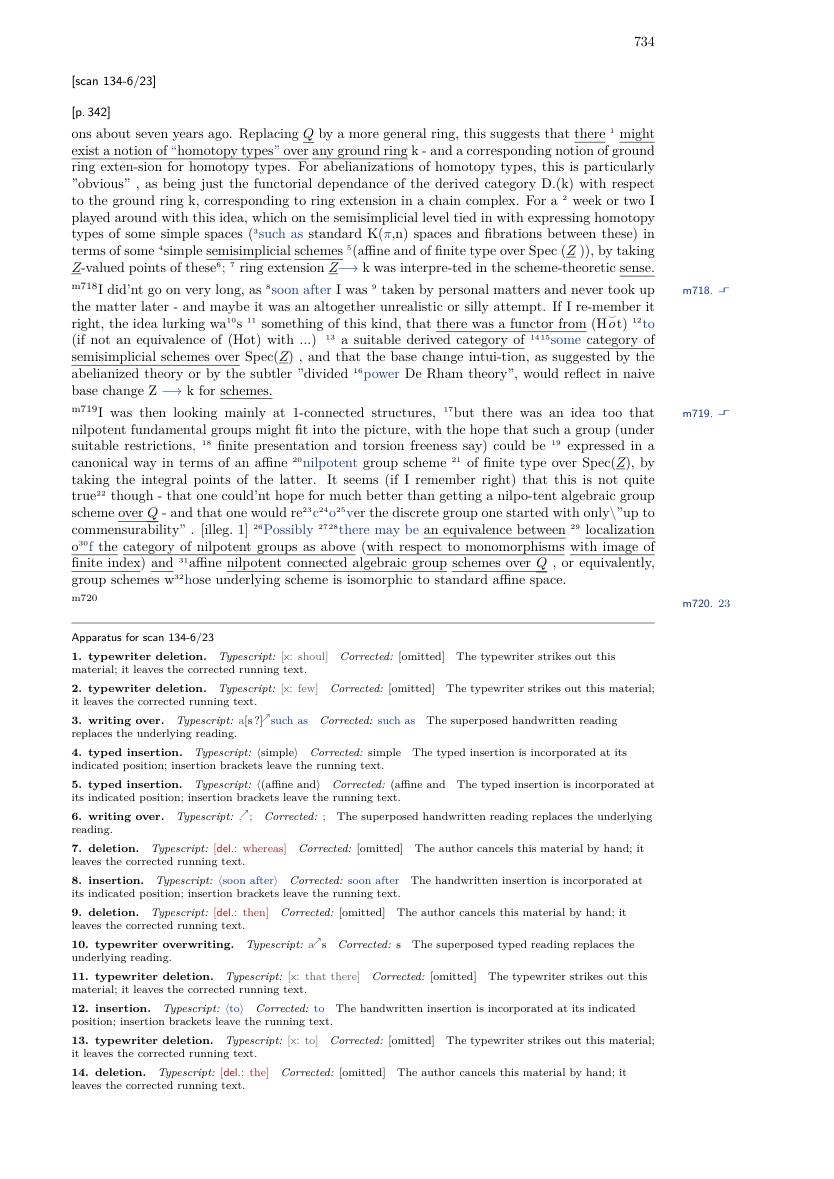 734
[scan 134-6/23]
[p. 342]
ons about seven years ago. Replacing Q by a more general ring, this suggests that there ¹ might
exist a notion of “homotopy types” over any ground ring k - and a corresponding notion of ground
ring exten-sion for homotopy types. For abelianizations of homotopy types, this is particularly
”obvious” , as being just the functorial dependance of the derived category D.(k) with respect
to the ground ring k, corresponding to ring extension in a chain complex. For a ² week or two I
played around with this idea, which on the semisimplicial level tied in with expressing homotopy
types of some simple spaces (³such as standard K(π,n) spaces and fibrations between these) in
terms of some ⁴simple semisimplicial schemes ⁵(affine and of finite type over Spec (Z )), by taking
Z-valued points of these⁶; ⁷ ring extension Z⟶ k was interpre-ted in the scheme-theoretic sense.
m718I did'nt go on very long, as ⁸soon after I was ⁹ taken by personal matters and never took up
m718. ⌐
the matter later - and maybe it was an altogether unrealistic or silly attempt. If I re-member it
right, the idea lurking wa¹⁰s ¹¹ something of this kind, that there was a functor from (Hot) ¹²to
(if not an equivalence of (Hot) with ...) ¹³ a suitable derived category of ¹⁴¹⁵some category of
semisimplicial schemes over Spec(Z) , and that the base change intui-tion, as suggested by the
abelianized theory or by the subtler ”divided ¹⁶power De Rham theory”, would reflect in naive
base change Z ⟶ k for schemes.
m719I was then looking mainly at 1-connected structures, ¹⁷but there was an idea too that
m719. ⌐
nilpotent fundamental groups might fit into the picture, with the hope that such a group (under
suitable restrictions, ¹⁸ finite presentation and torsion freeness say) could be ¹⁹ expressed in a
canonical way in terms of an affine ²⁰nilpotent group scheme ²¹ of finite type over Spec(Z), by
taking the integral points of the latter. It seems (if I remember right) that this is not quite
true²² though - that one could'nt hope for much better than getting a nilpo-tent algebraic group
scheme over Q - and that one would re²³c²⁴o²⁵ver the discrete group one started with only\”up to
commensurability” . [illeg. 1] ²⁶Possibly ²⁷²⁸there may be an equivalence between ²⁹ localization
o³⁰f the category of nilpotent groups as above (with respect to monomorphisms with image of
finite index) and ³¹affine nilpotent connected algebraic group schemes over Q , or equivalently,
group schemes w³²hose underlying scheme is isomorphic to standard affine space.
m720
m720. 23
Apparatus for scan 134-6/23
1. typewriter deletion. Typescript: [x: shoul] Corrected: [omitted] The typewriter strikes out this
material; it leaves the corrected running text.
2. typewriter deletion. Typescript: [x: few] Corrected: [omitted] The typewriter strikes out this material;
it leaves the corrected running text.
3. writing over. Typescript: a[s ?]↗such as Corrected: such as The superposed handwritten reading
replaces the underlying reading.
4. typed insertion. Typescript: ⟨simple⟩ Corrected: simple The typed insertion is incorporated at its
indicated position; insertion brackets leave the running text.
5. typed insertion. Typescript: ⟨(affine and⟩ Corrected: (affine and The typed insertion is incorporated at
its indicated position; insertion brackets leave the running text.
6. writing over. Typescript: ,↗; Corrected: ; The superposed handwritten reading replaces the underlying
reading.
7. deletion. Typescript: [del.: whereas] Corrected: [omitted] The author cancels this material by hand; it
leaves the corrected running text.
8. insertion. Typescript: ⟨soon after⟩ Corrected: soon after The handwritten insertion is incorporated at
its indicated position; insertion brackets leave the running text.
9. deletion. Typescript: [del.: then] Corrected: [omitted] The author cancels this material by hand; it
leaves the corrected running text.
10. typewriter overwriting. Typescript: a↗s Corrected: s The superposed typed reading replaces the
underlying reading.
11. typewriter deletion. Typescript: [x: that there] Corrected: [omitted] The typewriter strikes out this
material; it leaves the corrected running text.
12. insertion. Typescript: ⟨to⟩ Corrected: to The handwritten insertion is incorporated at its indicated
position; insertion brackets leave the running text.
13. typewriter deletion. Typescript: [x: to] Corrected: [omitted] The typewriter strikes out this material;
it leaves the corrected running text.
14. deletion. Typescript: [del.: the] Corrected: [omitted] The author cancels this material by hand; it
leaves the corrected running text.